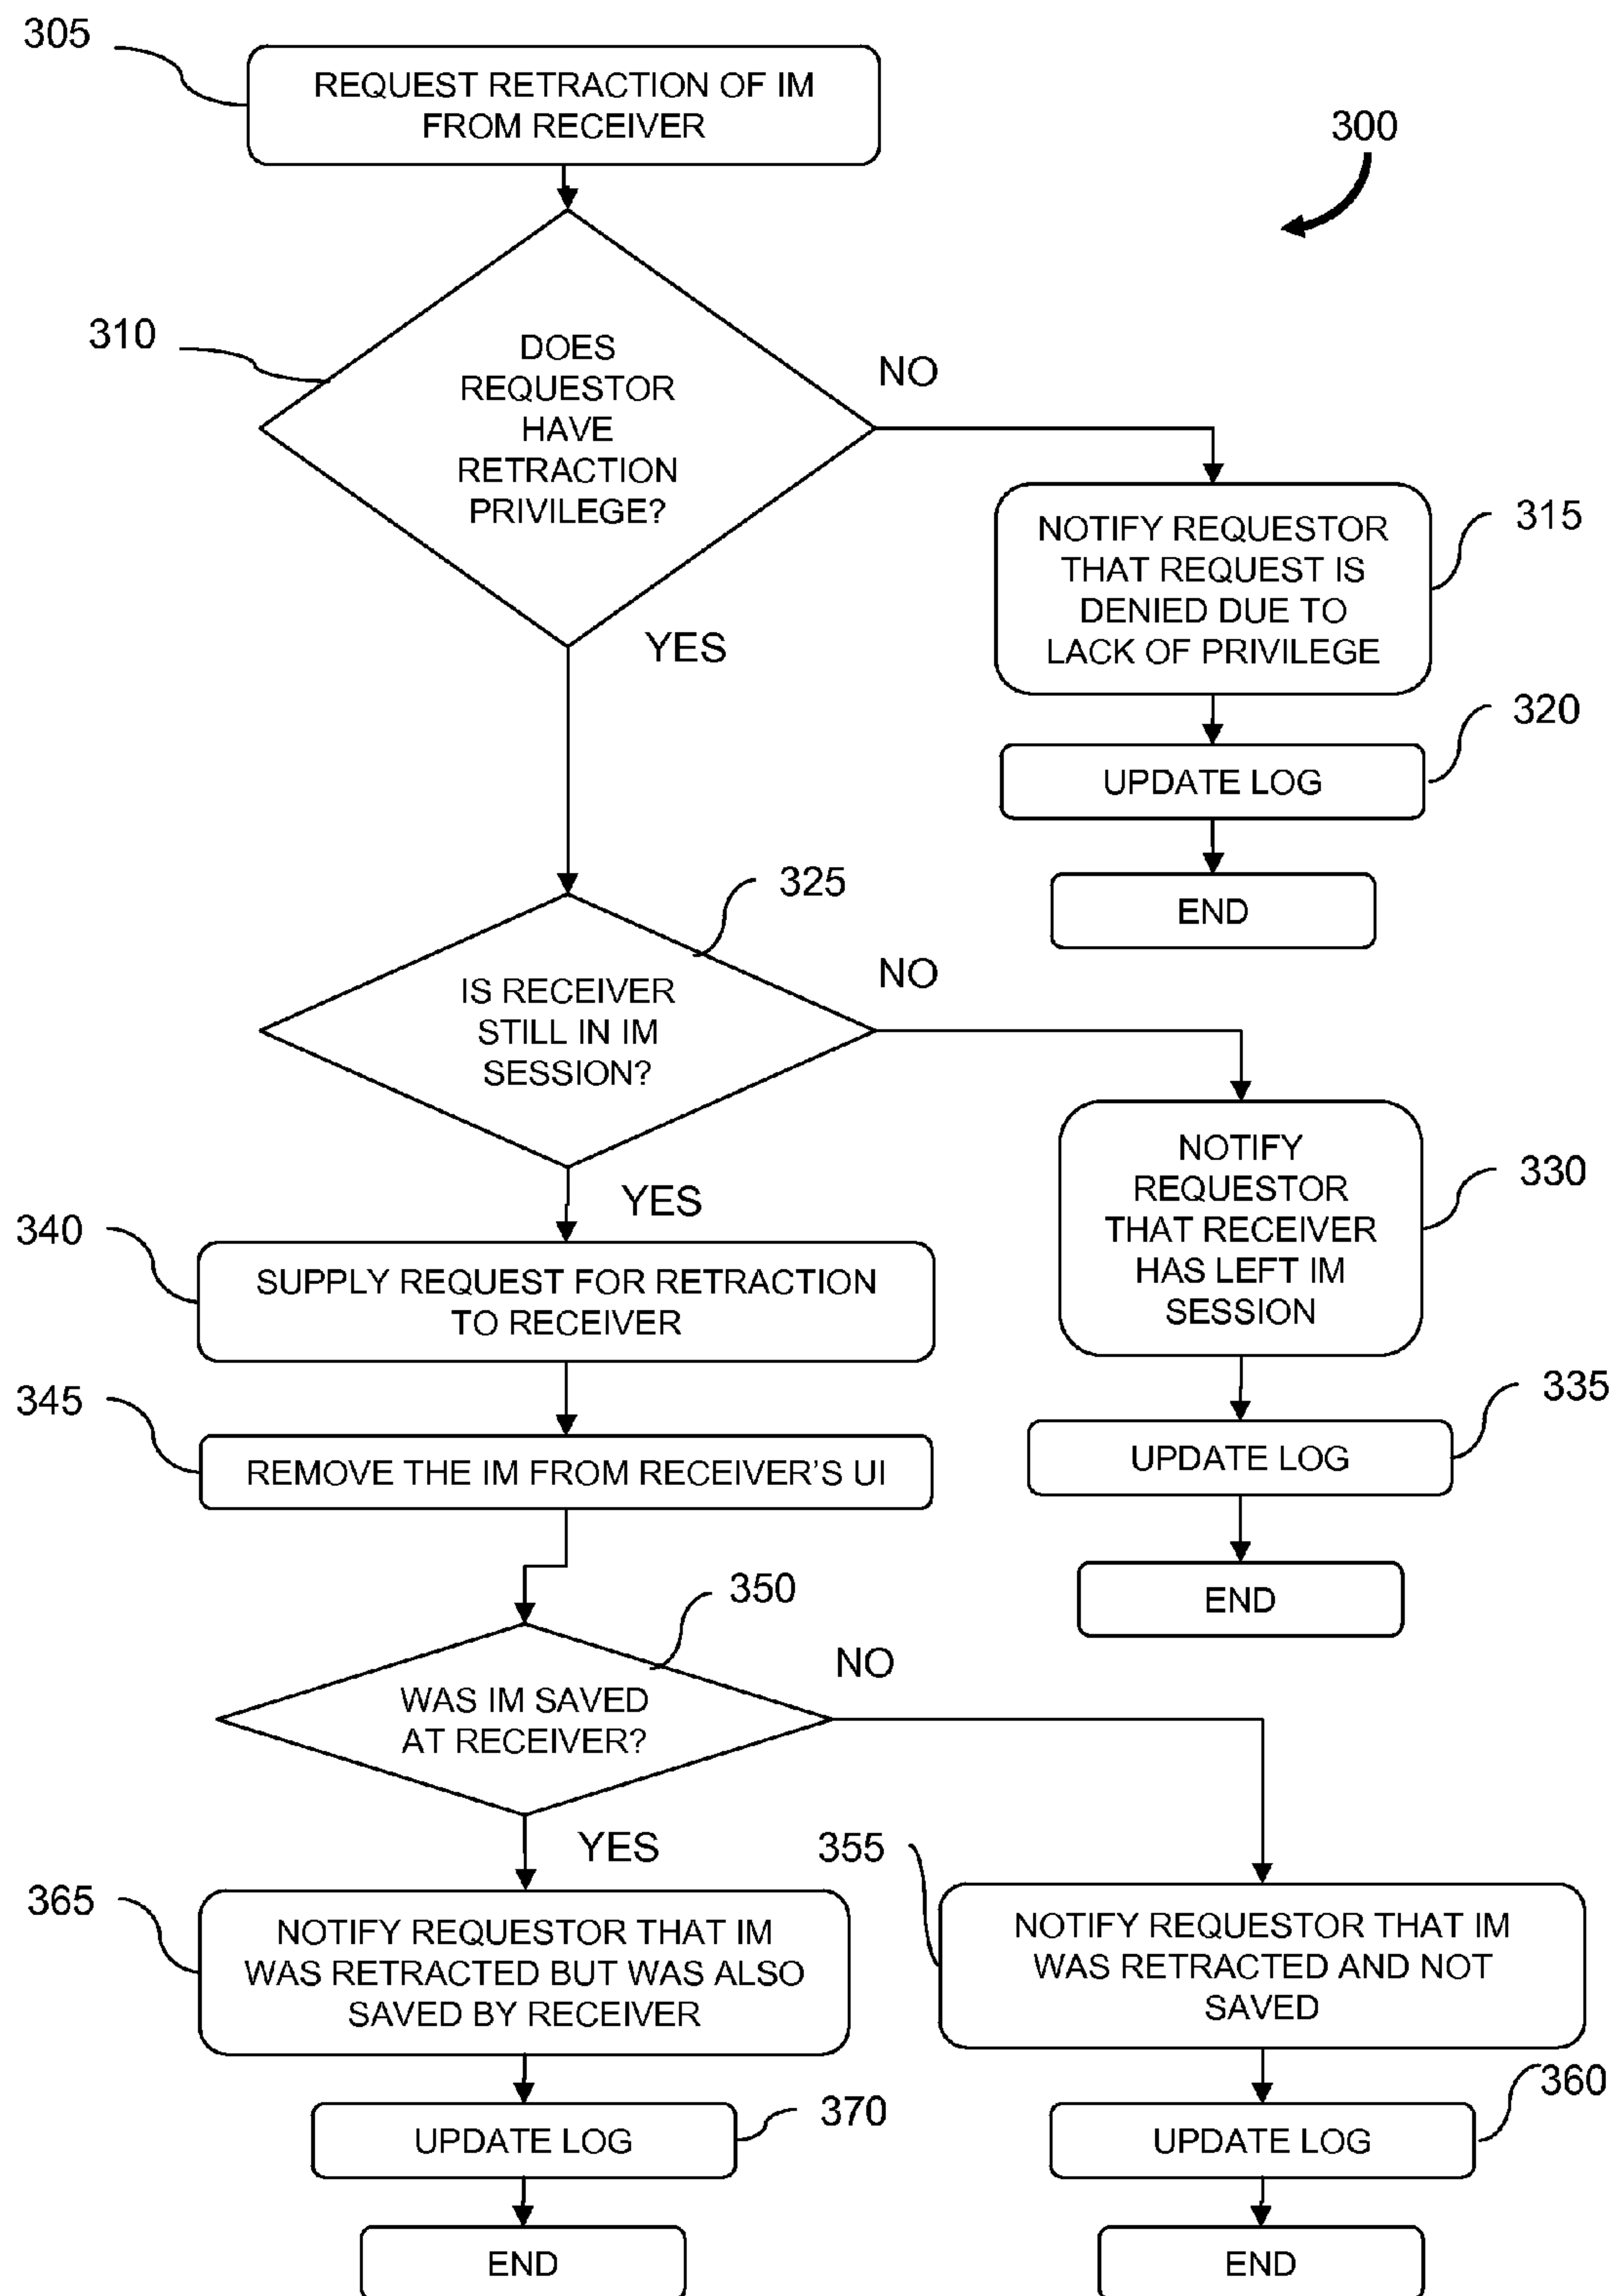 305
REQUEST RETRACTION OF IM
FROM RECEIVER
300
310
DOES
REQUESTOR
HAVE
RETRACTION
PRIVILEGE?
NO
315
NOTIFY REQUESTOR
THAT REQUEST IS
DENIED DUE TO
LACK OF PRIVILEGE
YES
320
UPDATE LOG
END
325
IS RECEIVER
STILL IN IM
SESSION?
NO
330
NOTIFY
REQUESTOR
THAT RECEIVER
HAS LEFT IM
SESSION
YES
340
SUPPLY REQUEST FOR RETRACTION
TO RECEIVER
335
UPDATE LOG
345
REMOVE THE IM FROM RECEIVER'S UI
END
350
WAS IM SAVED
AT RECEIVER?
NO
YES
355
365
NOTIFY REQUESTOR THAT IM
WAS RETRACTED BUT WAS ALSO
SAVED BY RECEIVER
NOTIFY REQUESTOR THAT IM
WAS RETRACTED AND NOT
SAVED
360
370
UPDATE LOG
UPDATE LOG
END
END